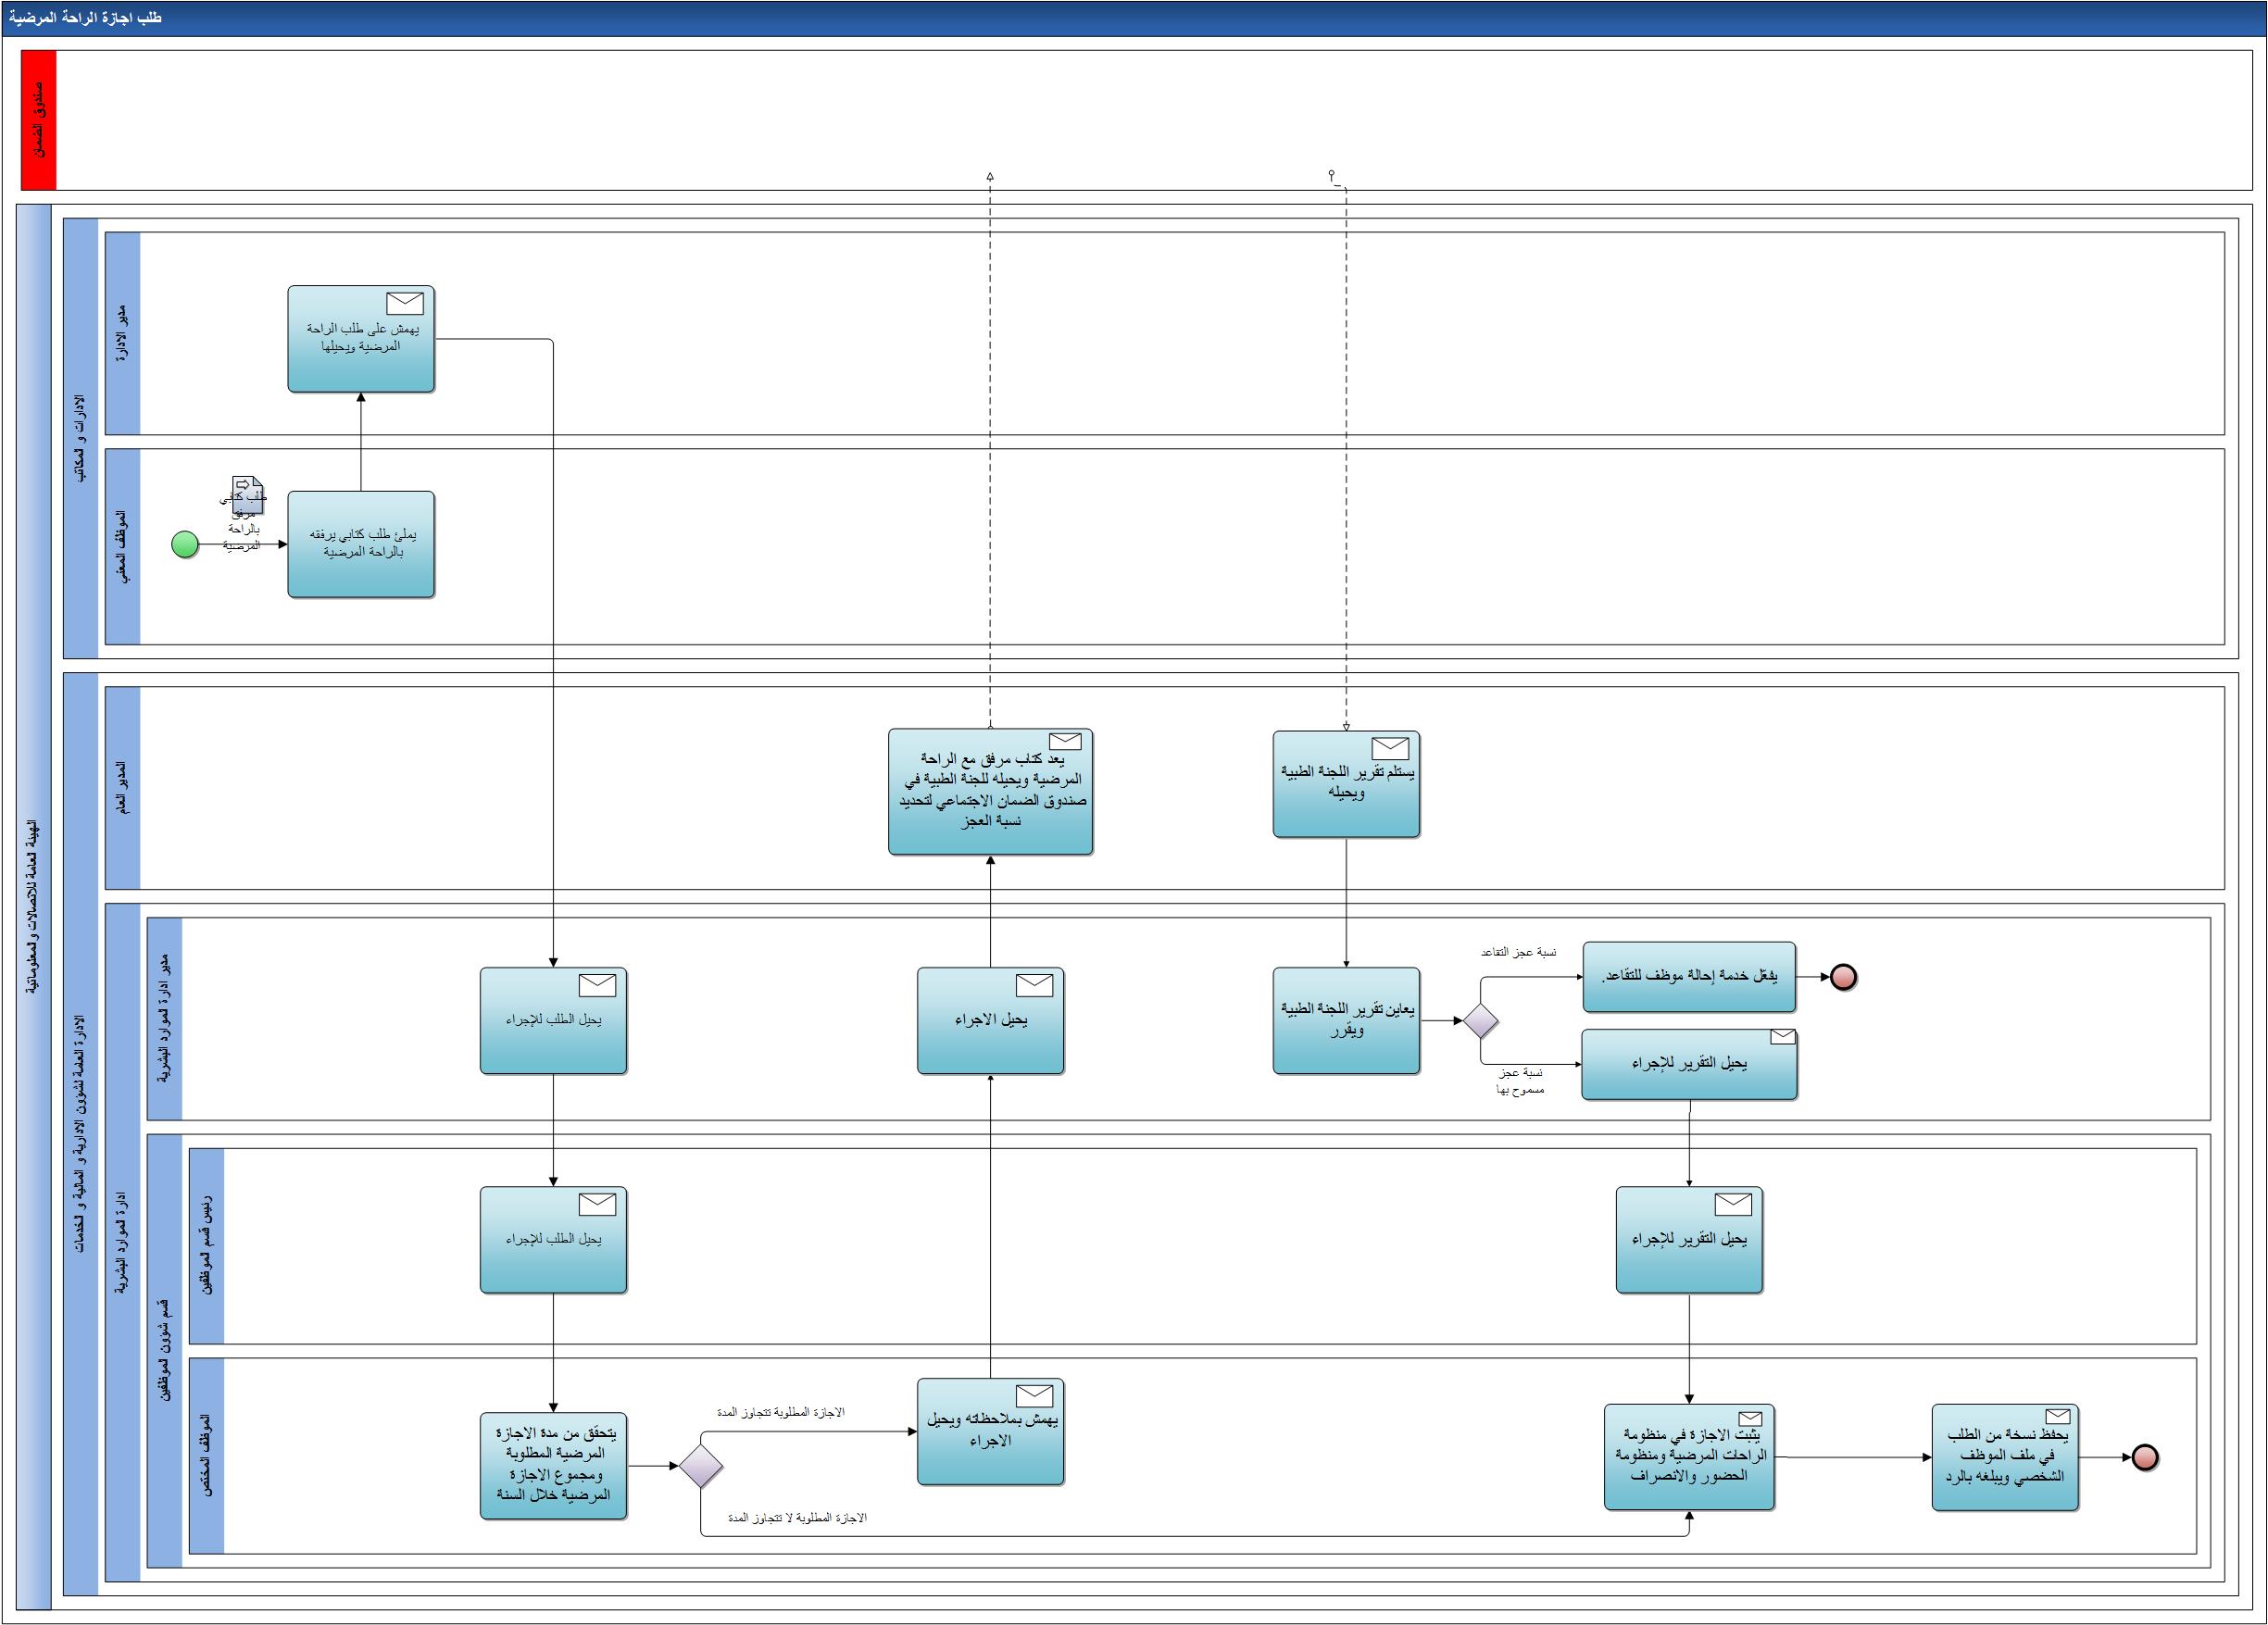 طلب اجازة الراحة المرضية
صندوق الضمان
الهيئة العامة للاتصالات والمعلوماتية
الادارات و المكاتب
مدير الادارة
يهمش على طلب الراحة
المرضية ويحيلها
الموظف المعني
طلب كتابي
مرفق
بالراحة
المرضية
يملئ طلب كتابي يرفقه
بالراحة المرضية
الادارة العامة لشؤون الادارية و المالية و الخدمات
المدير العام
يعد كتاب مرفق مع الراحة
المرضية ويحيله للجنة الطبية في
صندوق الضمان الاجتماعي لتحديد
نسبة العجز
يستلم تقرير اللجنة الطبية
ويحيله
ادارة الموارد البشرية
مدير ادارة الموارد البشرية
يحيل الطلب للإجراء
يحيل الاجراء
يعاين تقرير اللجنة الطبية
ويقرر
نسبة عجز التقاعد
يفعّل خدمة إحالة موظف للتقاعد.
نسبة عجز
مسموح بها
يحيل التقرير للإجراء
قسم شؤون الموظفين
رئيس قسم الموظفين
يحيل الطلب للإجراء
يحيل التقرير للإجراء
الموظف المختص
يتحقق من مدة الاجازة
المرضية المطلوبة
ومجموع الاجازة
المرضية خلال السنة
الاجازة المطلوبة تتجاوز المدة
الاجازة المطلوبة لا تتجاوز المدة
يهمش بملاحظاته ويحيل
الاجراء
يثبت الاجازة في منظومة
الراحات المرضية ومنظومة
الحضور والانصراف
يحفظ نسخة من الطلب
في ملف الموظف
الشخصي ويبلغه بالرد